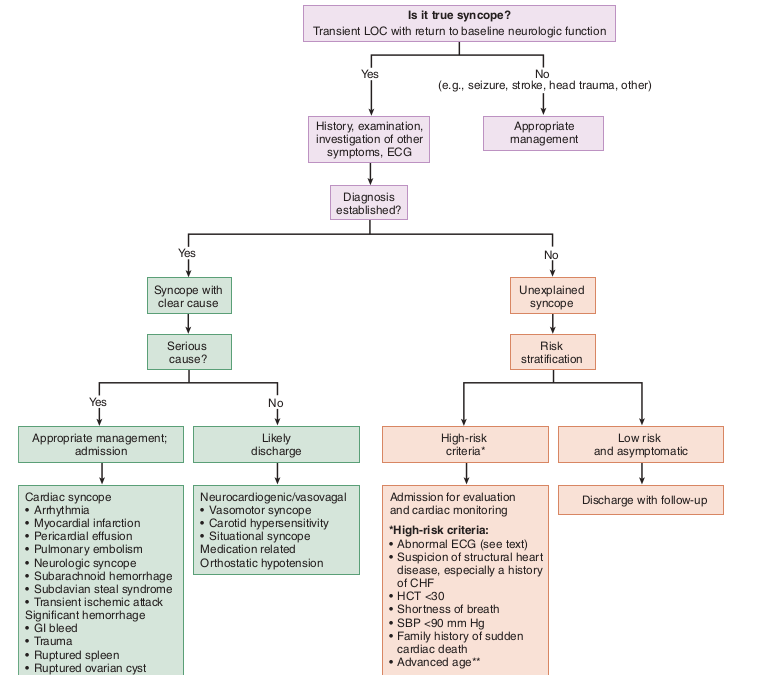 Is it true syncope?
Transient LOC with return to baseline neurologic function
Yes
No
(e.g., seizure, stroke, head trauma, other)
History, examination,
investigation of other
symptoms, ECG
Appropriate
management
Diagnosis
established?
Yes
No
Syncope with
clear cause
Unexplained
syncope
Serious
cause?
Risk
stratification
Yes
No
Appropriate management;
admission
Likely
discharge
High-risk
criteria*
Low risk
and asymptomatic
Cardiac syncope
• Arrhythmia
• Myocardial infarction
• Pericardial effusion
• Pulmonary embolism
• Neurologic syncope
• Subarachnoid hemorrhage
• Subclavian steal syndrome
• Transient ischemic attack
Significant hemorrhage
• GI bleed
• Trauma
• Ruptured spleen
• Ruptured ovarian cyst
Neurocardiogenic/vasovagal
• Vasomotor syncope
• Carotid hypersensitivity
• Situational syncope
Medication related
Orthostatic hypotension
Admission for evaluation
and cardiac monitoring
*High-risk criteria:
• Abnormal ECG (see text)
• Suspicion of structural heart
disease, especially a history
of CHF
• HCT <30
• Shortness of breath
• SBP <90 mm Hg
• Family history of sudden
cardiac death
• Advanced age**
Discharge with follow-up